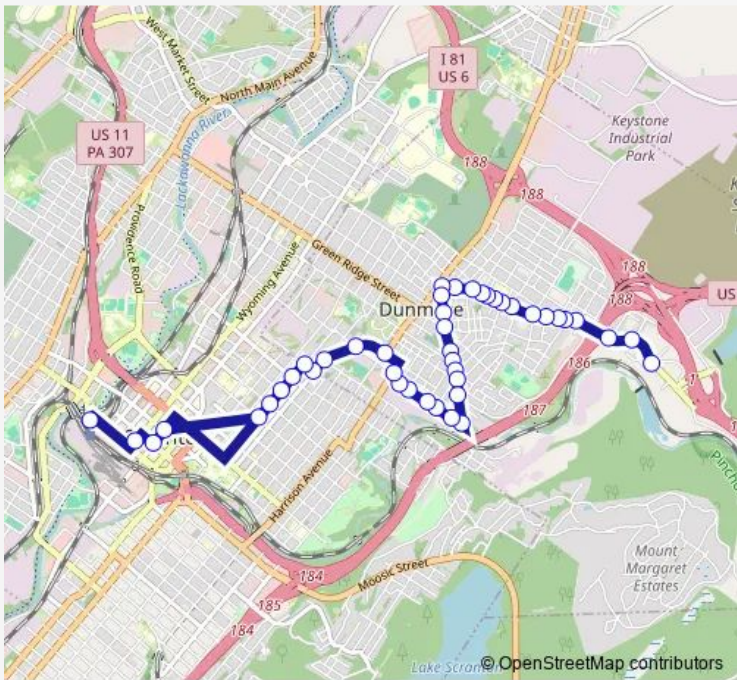 West Market Street
North Main Avenue
I 81
US 6
Keystone
Industrial
Park
US 11
PA 307
Lackawanna River
188
188
Providence Road
Green Ridge Street
Wyoming Avenue
188
188
US
Dunmore
186
187
1
Harrison Avenue
184
Moosic Street
185
184
Mount
Margaret
Estates
© OpenStreetMap contributors